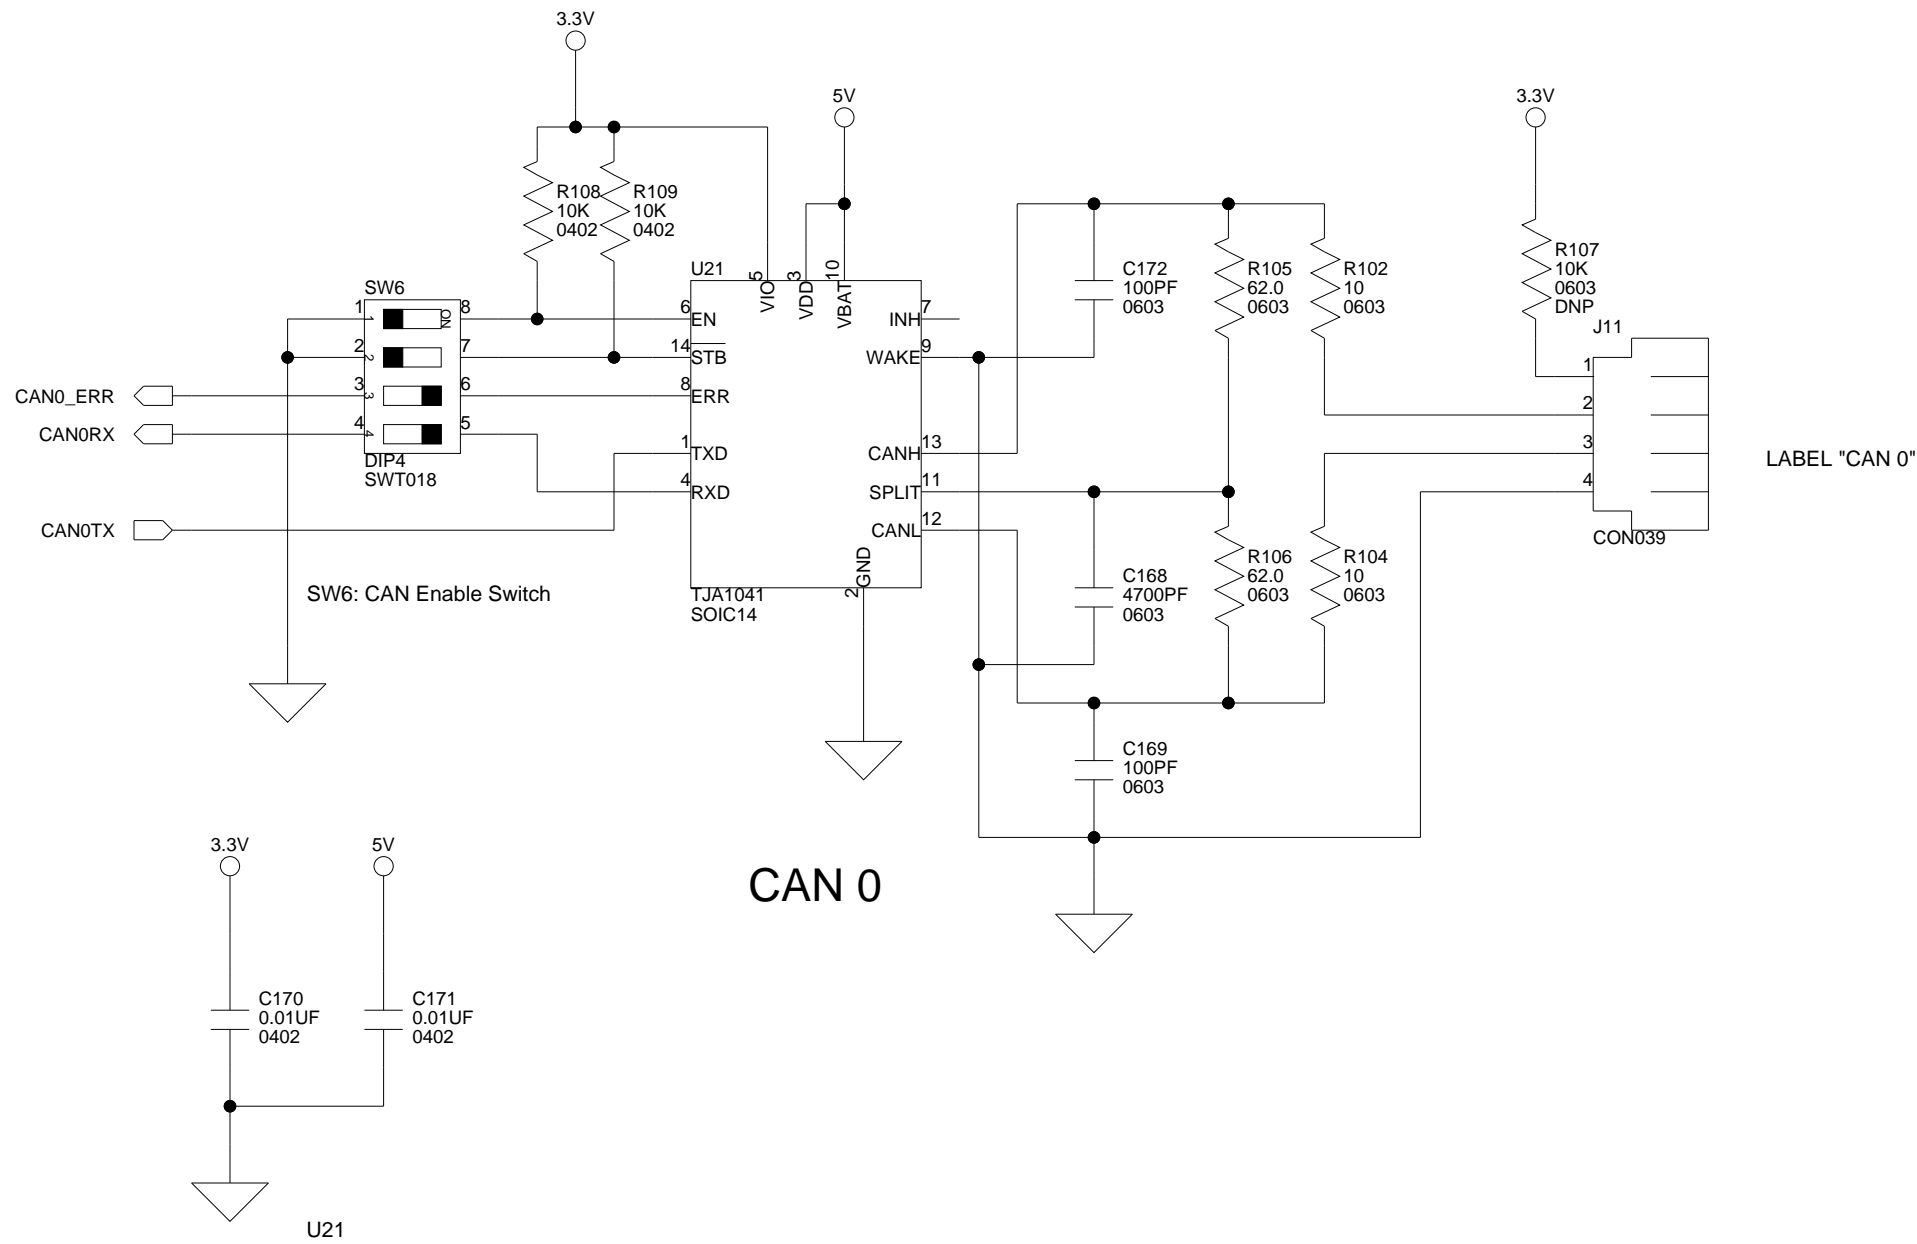 3.3V
5V
3.3V
R108
10K
0402
R109
10K
0402
U21
5
VIO
3
VDD
10
VBAT
SW6
1
2
3
4
1
2
3
4
ON
8
7
6
5
DIP4
SWT018
CAN0_ERR
CAN0RX
CAN0TX
6
EN
14
STB
8
ERR
1
TXD
4
RXD
7
INH
9
WAKE
13
CANH
11
SPLIT
12
CANL
2
GND
TJA1041
SOIC14
SW6: CAN Enable Switch
C172
100PF
0603
R105
62.0
0603
R102
10
0603
R107
10K
0603
DNP
J11
1
2
3
4
CON039
LABEL "CAN 0"
C168
4700PF
0603
R106
62.0
0603
R104
10
0603
C169
100PF
0603
CAN 0
3.3V
5V
C170
0.01UF
0402
C171
0.01UF
0402
U21